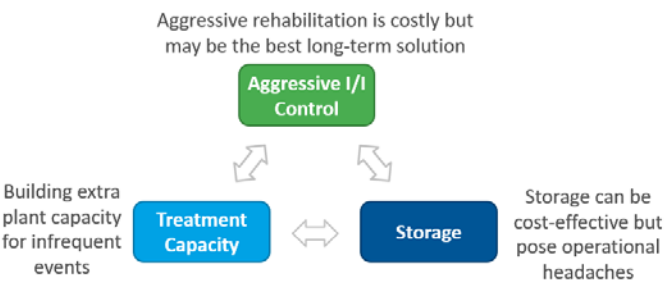 Aggressive rehabilitation is costly but
may be the best long-term solution
Aggressive I/I
Control
Building extra
plant capacity
for infrequent
events
Treatment
Capacity
Storage
Storage can be
cost-effective but
pose operational
headaches